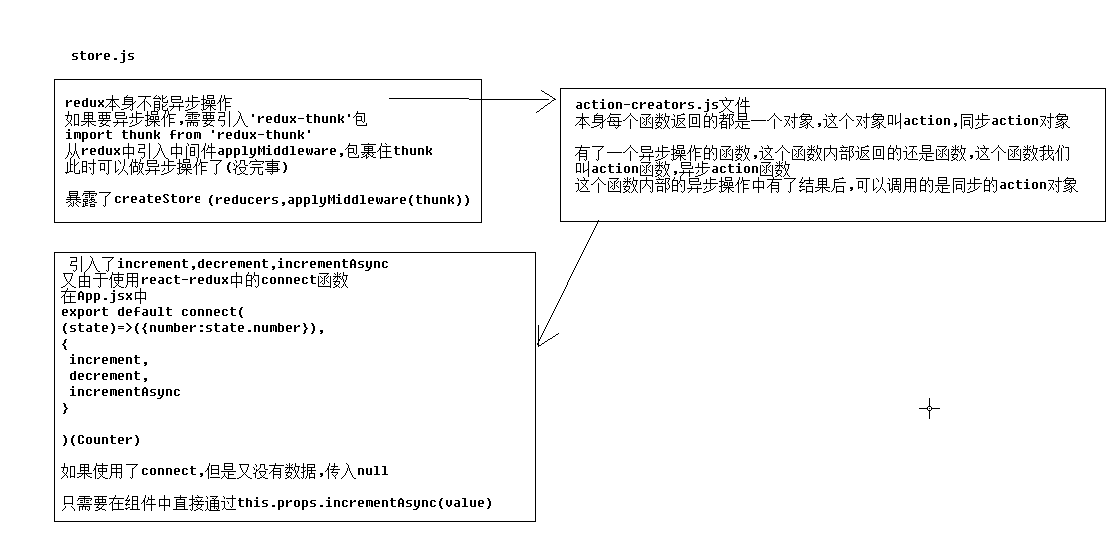 store.js
redux本身不能异步操作
如果要异步操作,需要引入'redux-thunk'包
import thunk from 'redux-thunk'
从redux中引入中间件applyMiddleware,包裹住thunk
此时可以做异步操作了(没完事)
暴露了createStore (reducers,applyMiddleware(thunk))
action-creators.js文件
本身每个函数返回的都是一个对象,这个对象叫action,同步action对象
有了一个异步操作的函数,这个函数内部返回的还是函数,这个函数我们
叫action函数,异步action函数
这个函数内部的异步操作中有了结果后,可以调用的是同步的action对象
引入了increment,decrement,incrementAsync
又由于使用react-redux中的connect函数
在App.jsx中
export default connect(
(state)=>({number:state.number}),
{
increment,
decrement,
incrementAsync
}
)(Counter)
如果使用了connect,但是又没有数据,传入null
只需要在组件中直接通过this.props.incrementAsync(value)